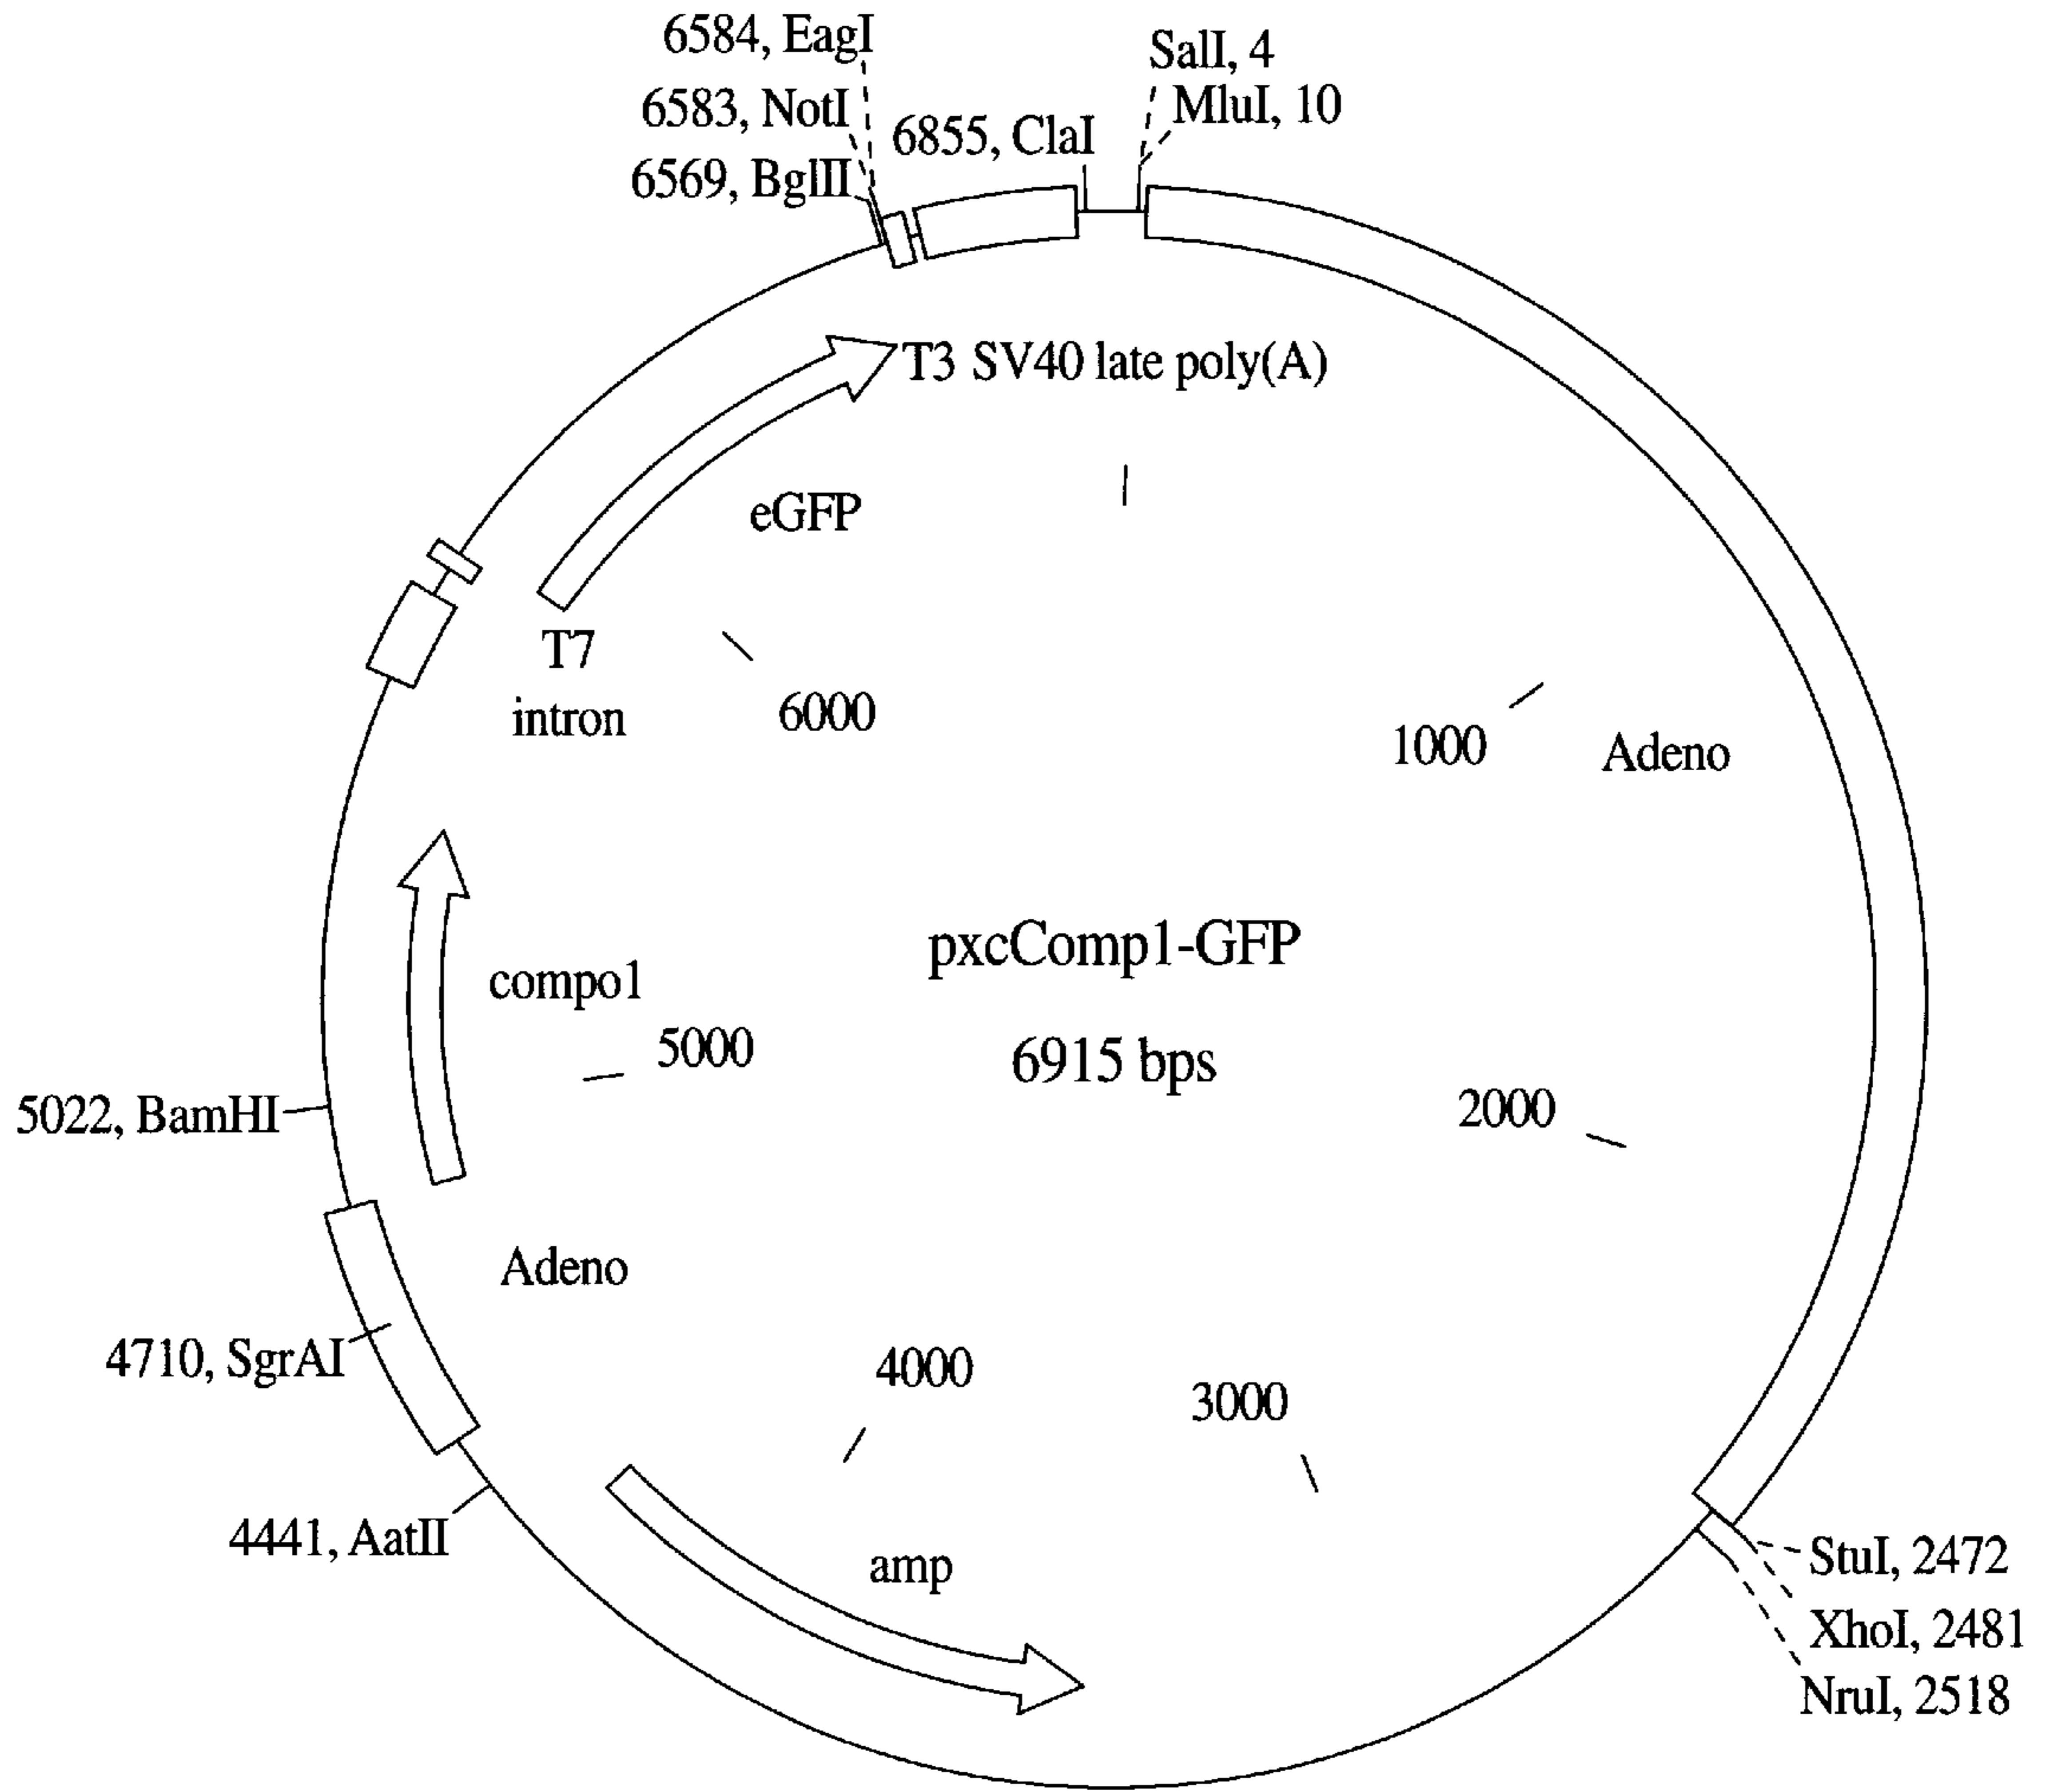 6584, EagI
SalI, 4
6583, NotI
MluI, 10
6855, ClaI
6569, BglII
T3 SV40 late poly(A)
eGFP
T7
intron
6000
1000
Adeno
pxcComp1-GFP
compo1
5000
6915 bps
5022, BamHI
2000
Adeno
4710, SgrAI
4000
3000
4441, AatII
amp
StuI, 2472
XhoI, 2481
NruI, 2518